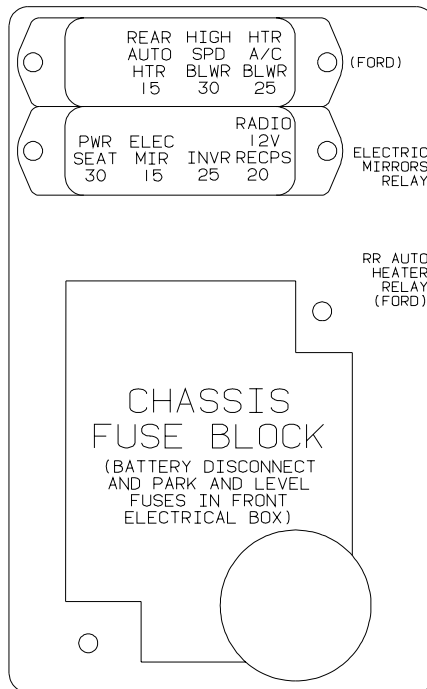 REAR HIGH HTR
AUTO SPD A/C
HTR BLWR BLWR
15 30 25
(FORD)
RADIO
PWR ELEC 12V
SEAT MIR INVR RECPS
30 15 25 20
ELECTRIC
MIRRORS
RELAY
RR AUTO
HEATER
RELAY
(FORD)
CHASSIS
FUSE BLOCK
(BATTERY DISCONNECT
AND PARK AND LEVEL
FUSES IN FRONT
ELECTRICAL BOX)